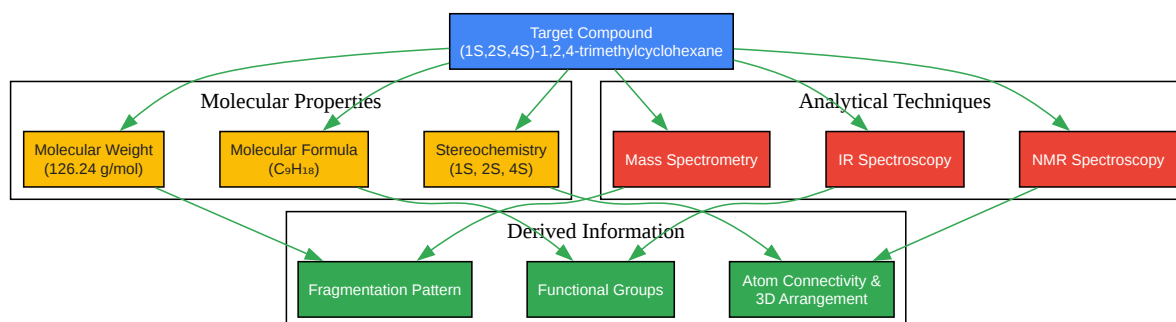 Target Compound
(1S,2S,4S)-1,2,4-trimethylcyclohexane
Molecular Properties
Analytical Techniques
Molecular Weight
(126.24 g/mol)
Molecular Formula
(C₉H₁₈)
Stereochemistry
(1S, 2S, 4S)
Mass Spectrometry
IR Spectroscopy
NMR Spectroscopy
Derived Information
Fragmentation Pattern
Functional Groups
Atom Connectivity &
3D Arrangement